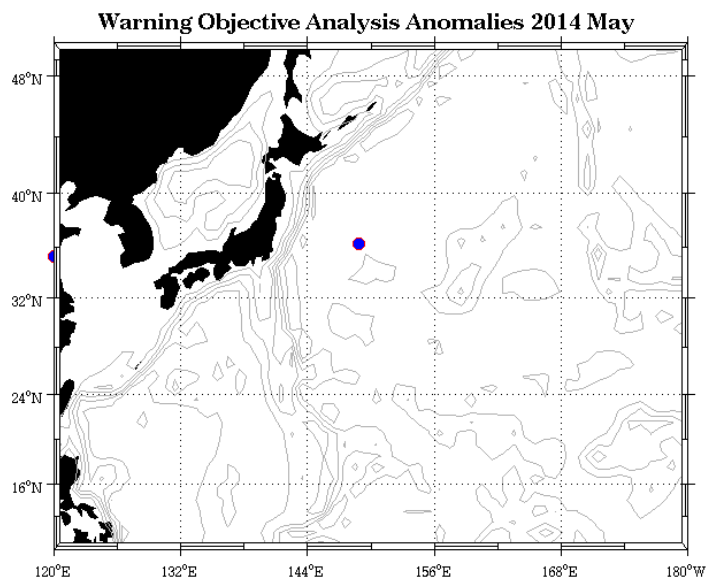 Warning Objective Analysis Anomalies 2014 May
48°N
40°N
32°N
24°N
16°N
120°E 132°E 144°E 156°E 168°E 180°W